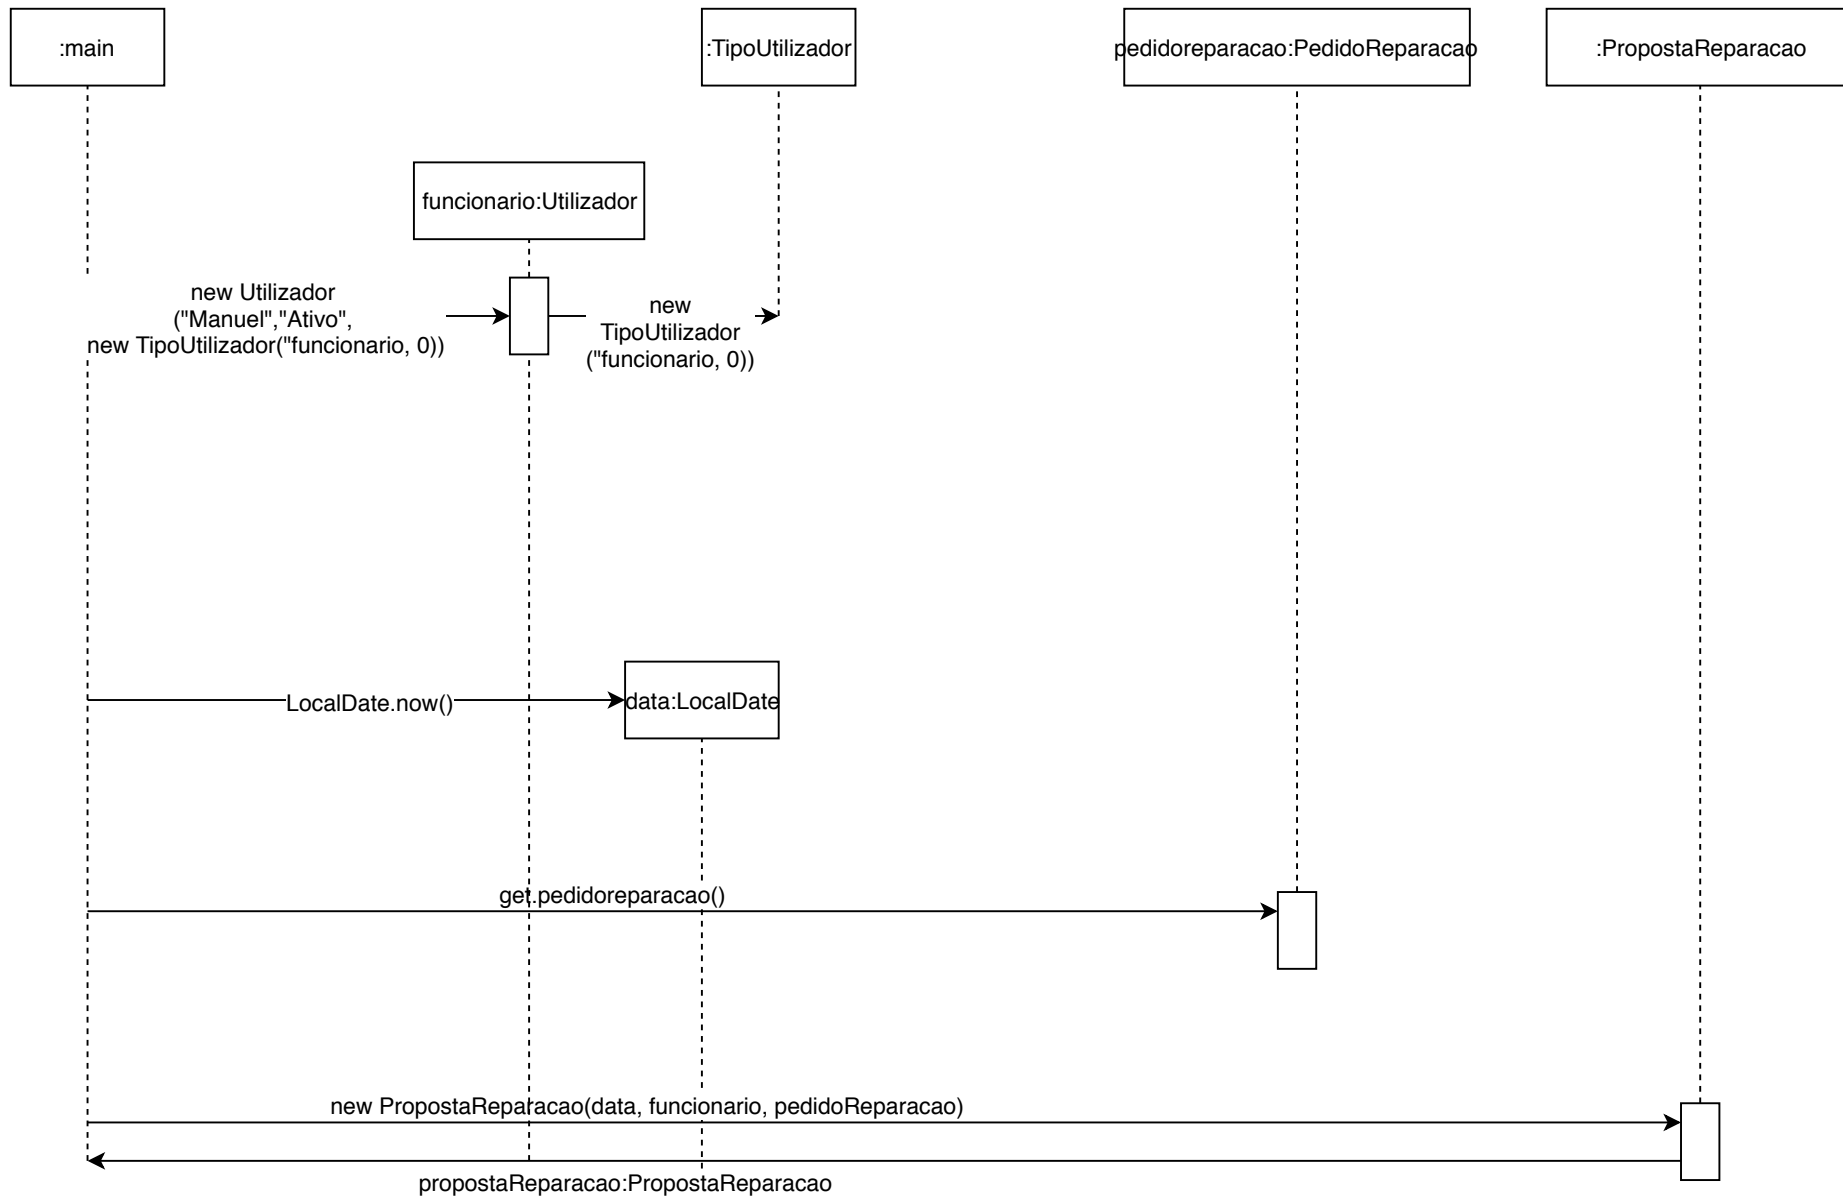 :main
:TipoUtilizador
pedidoreparacao:PedidoReparacao
:PropostaReparacao
funcionario:Utilizador
new Utilizador
("Manuel","Ativo",
new TipoUtilizador("funcionario, 0))
new
TipoUtilizador
("funcionario, 0))
LocalDate.now()
data:LocalDate
get.pedidoreparacao()
new PropostaReparacao(data, funcionario, pedidoReparacao)
propostaReparacao:PropostaReparacao